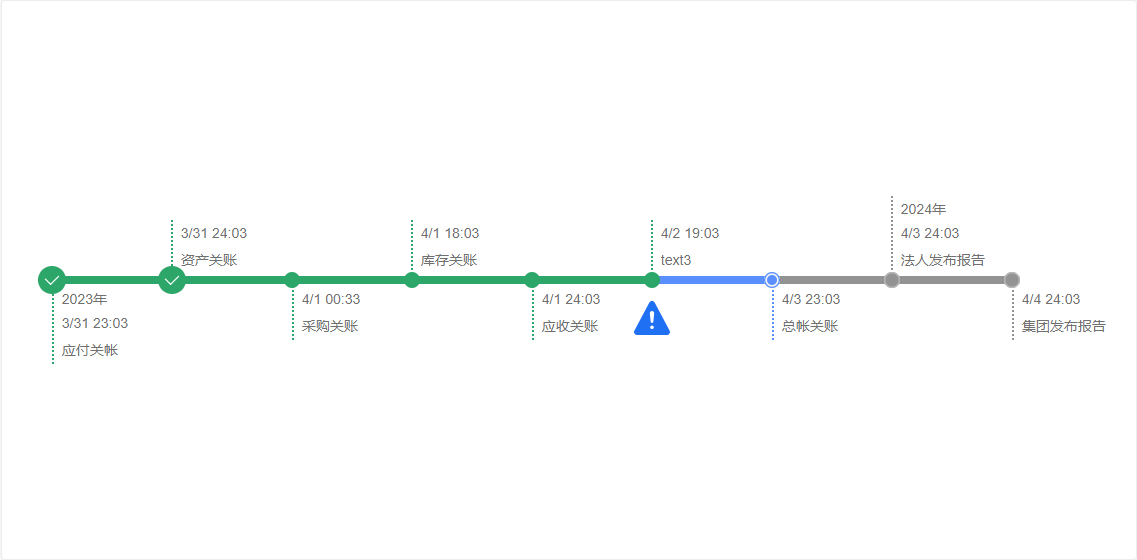 3/31 24:03
资产关账
4/1 18:03
库存关账
4/2 19:03
text3
2024年
4/3 24:03
法人发布报告
2023年
3/31 23:03
应付关帐
4/1 00:33
采购关账
4/1 24:03
应收关账
4/3 23:03
总帐关账
4/4 24:03
集团发布报告